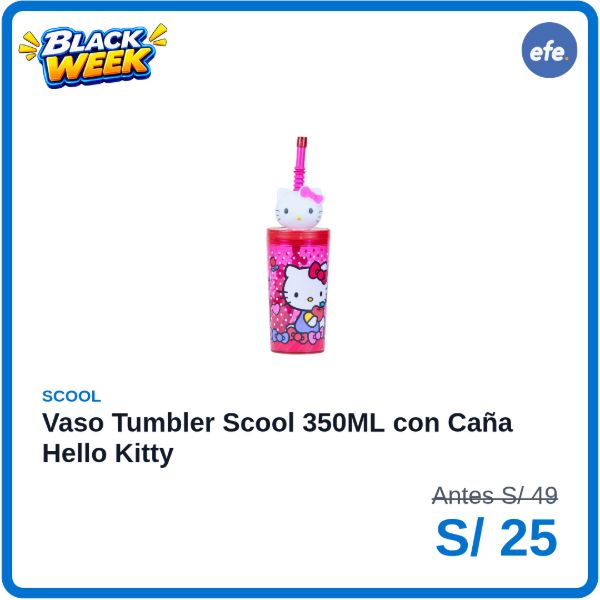 BLACK
WEEK
efe.
SCOOL
Vaso Tumbler Scool 350ML con Caña
Hello Kitty
Antes S/ 49
S/ 25